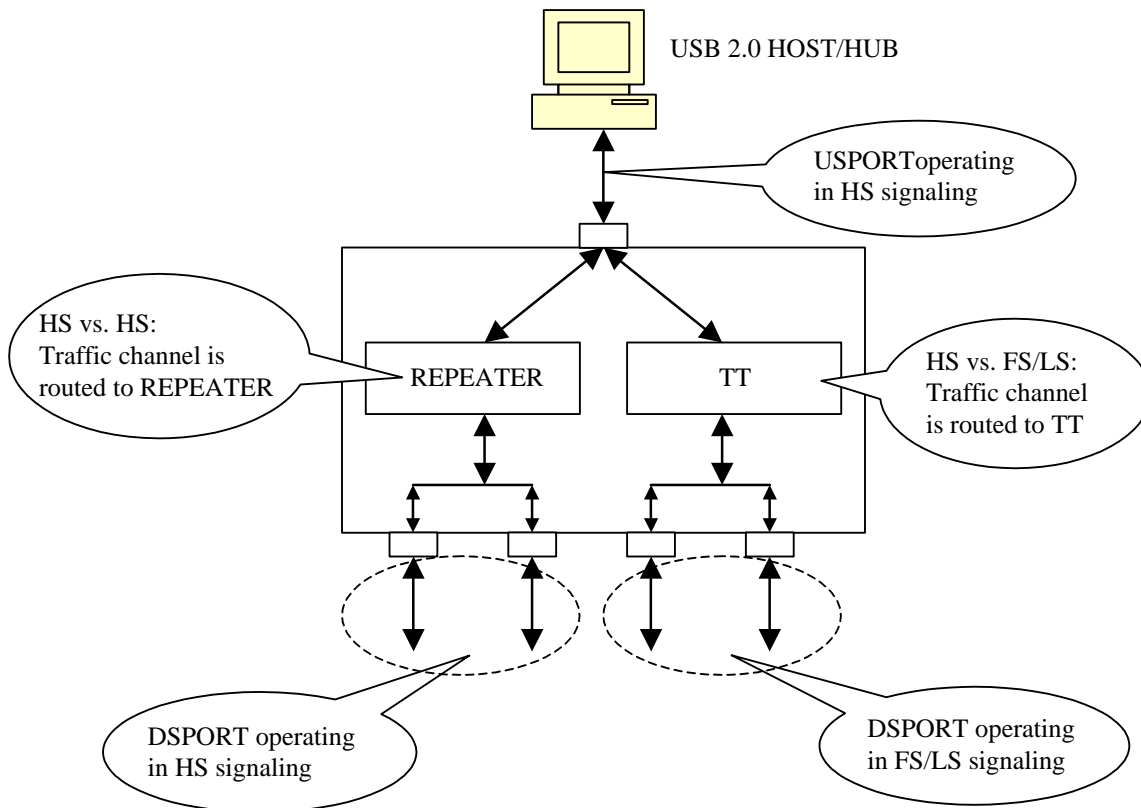 USB 2.0 HOST/HUB
USPORToperating
in HS signaling
HS vs. HS:
Traffic channel is
routed to REPEATER
REPEATER
TT
HS vs. FS/LS:
Traffic channel
is routed to TT
DSPORT operating
in HS signaling
DSPORT operating
in FS/LS signaling